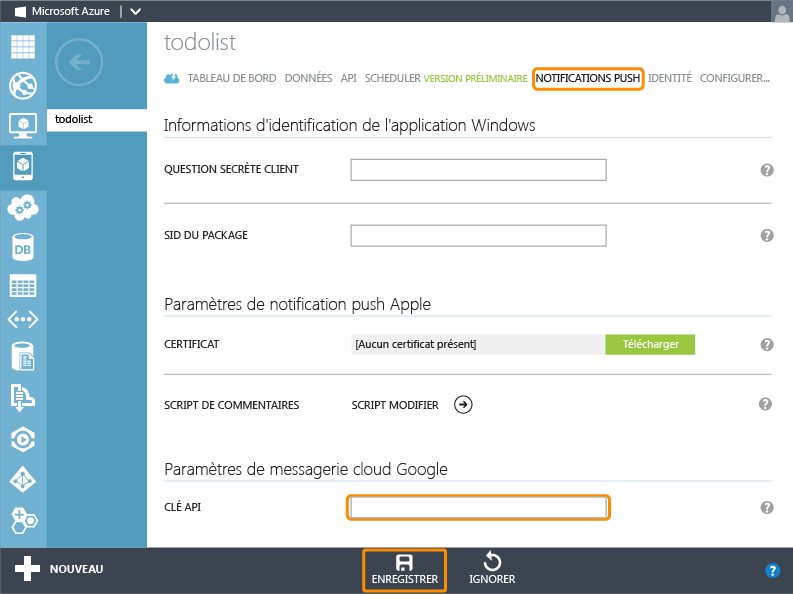 Microsoft Azure
todolist
TABLEAU DE BORD DONNÉES API SCHEDULER VERSION PRÉLIMINAIRE NOTIFICATIONS PUSH IDENTITÉ CONFIGURER...
todolist
Informations d'identification de l'application Windows
QUESTION SECRÈTE CLIENT
?
SID DU PACKAGE
?
Paramètres de notification push Apple
CERTIFICAT [Aucun certificat présent] Télécharger
?
SCRIPT DE COMMENTAIRES SCRIPT MODIFIER
?
DB
Paramètres de messagerie cloud Google
CLÉ API
?
NOUVEAU
ENREGISTRER
IGNORER
?